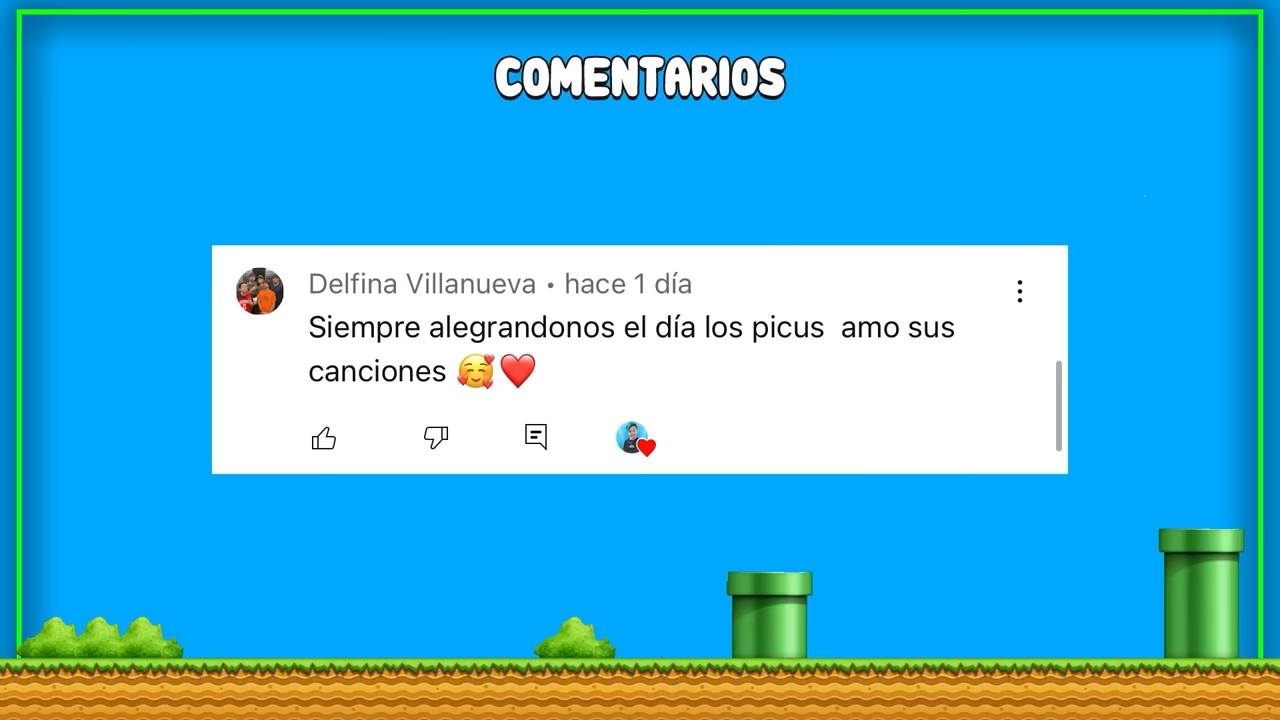 COMENTARIOS
Delfina Villanueva • hace 1 día
Siempre alegrandonos el día los picus  amo sus
canciones 🥰❤️